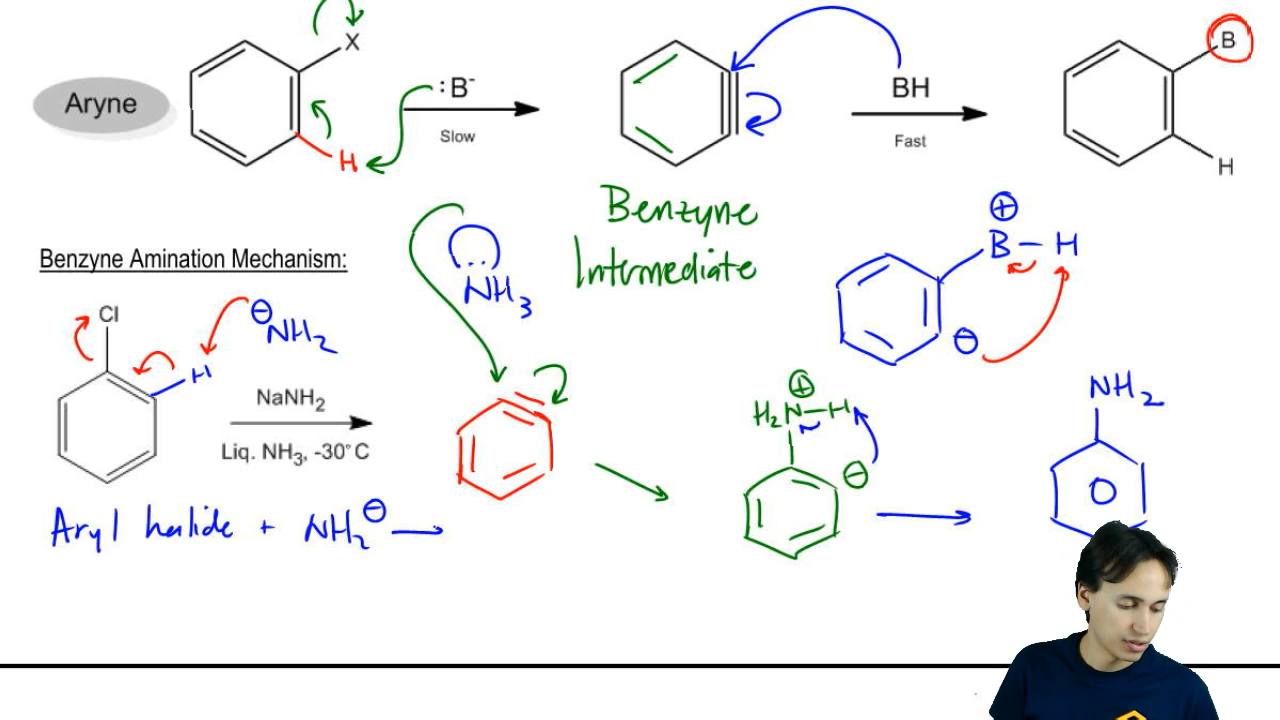 Aryne
X
H
:B-
Slow
BH
Fast
B
H
Benzyne
Intermediate
⊕
B-H
⊖
Benzyne Amination Mechanism:
Cl
H
⊖NH2
NaNH2
Liq. NH3, -30°C
NH3
⊕
H2N-H
⊖
NH2
Aryl halide + NH2⊖ →